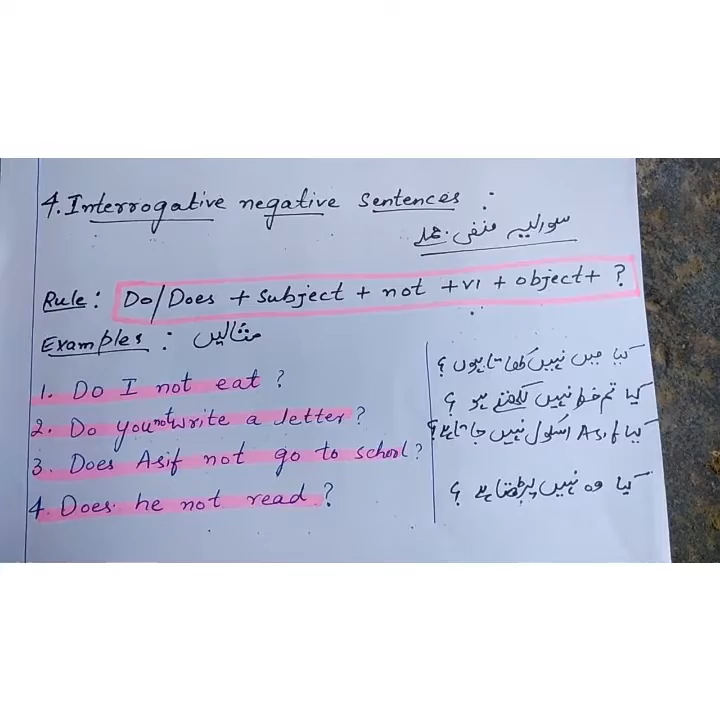 4. Interrogative negative sentences :
سوالیہ منفی جملے
Rule : Do/Does + subject + not + v1 + object + ?
Examples : مثالیں
1. Do I not eat ?
کیا میں نہیں کھاتا ہوں ؟
2. Do you not write a letter ?
کیا تم خط نہیں لکھتے ہو ؟
3. Does Asif not go to school ?
کیا Asif اسکول نہیں جاتا ہے ؟
4. Does he not read ?
کیا وہ نہیں پڑھتا ہے ؟